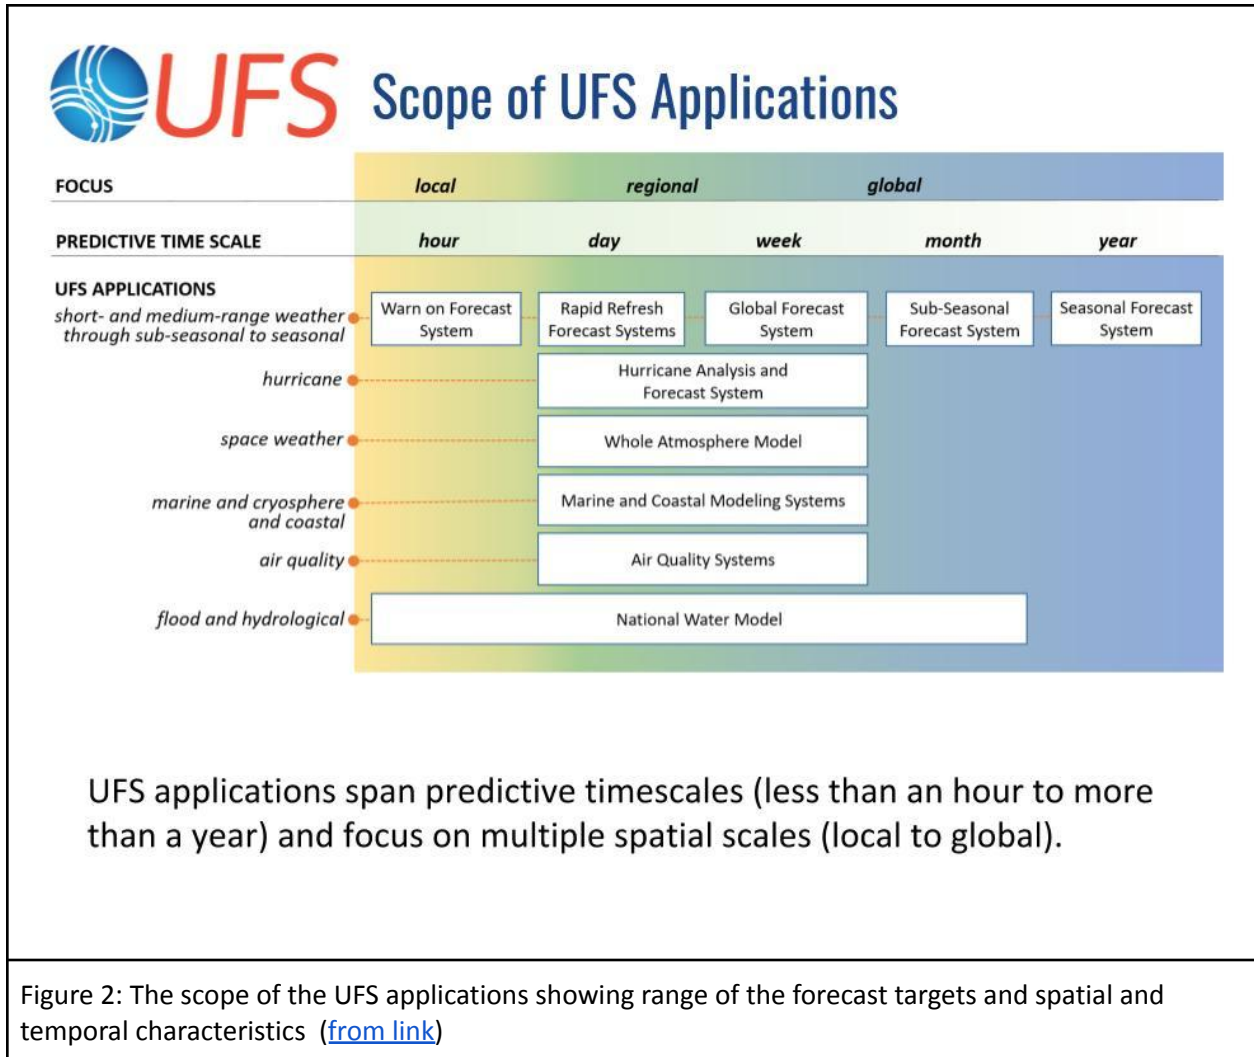 UFS Scope of UFS Applications
FOCUS local regional global
PREDICTIVE TIME SCALE hour day week month year
UFS APPLICATIONS
short- and medium-range weather
through sub-seasonal to seasonal
Warn on Forecast
System
Rapid Refresh
Forecast Systems
Global Forecast
System
Sub-Seasonal
Forecast System
Seasonal Forecast
System
hurricane
Hurricane Analysis and
Forecast System
space weather
Whole Atmosphere Model
marine and cryosphere
and coastal
Marine and Coastal Modeling Systems
air quality
Air Quality Systems
flood and hydrological
National Water Model
UFS applications span predictive timescales (less than an hour to more
than a year) and focus on multiple spatial scales (local to global).
Figure 2: The scope of the UFS applications showing range of the forecast targets and spatial and
temporal characteristics (from link)